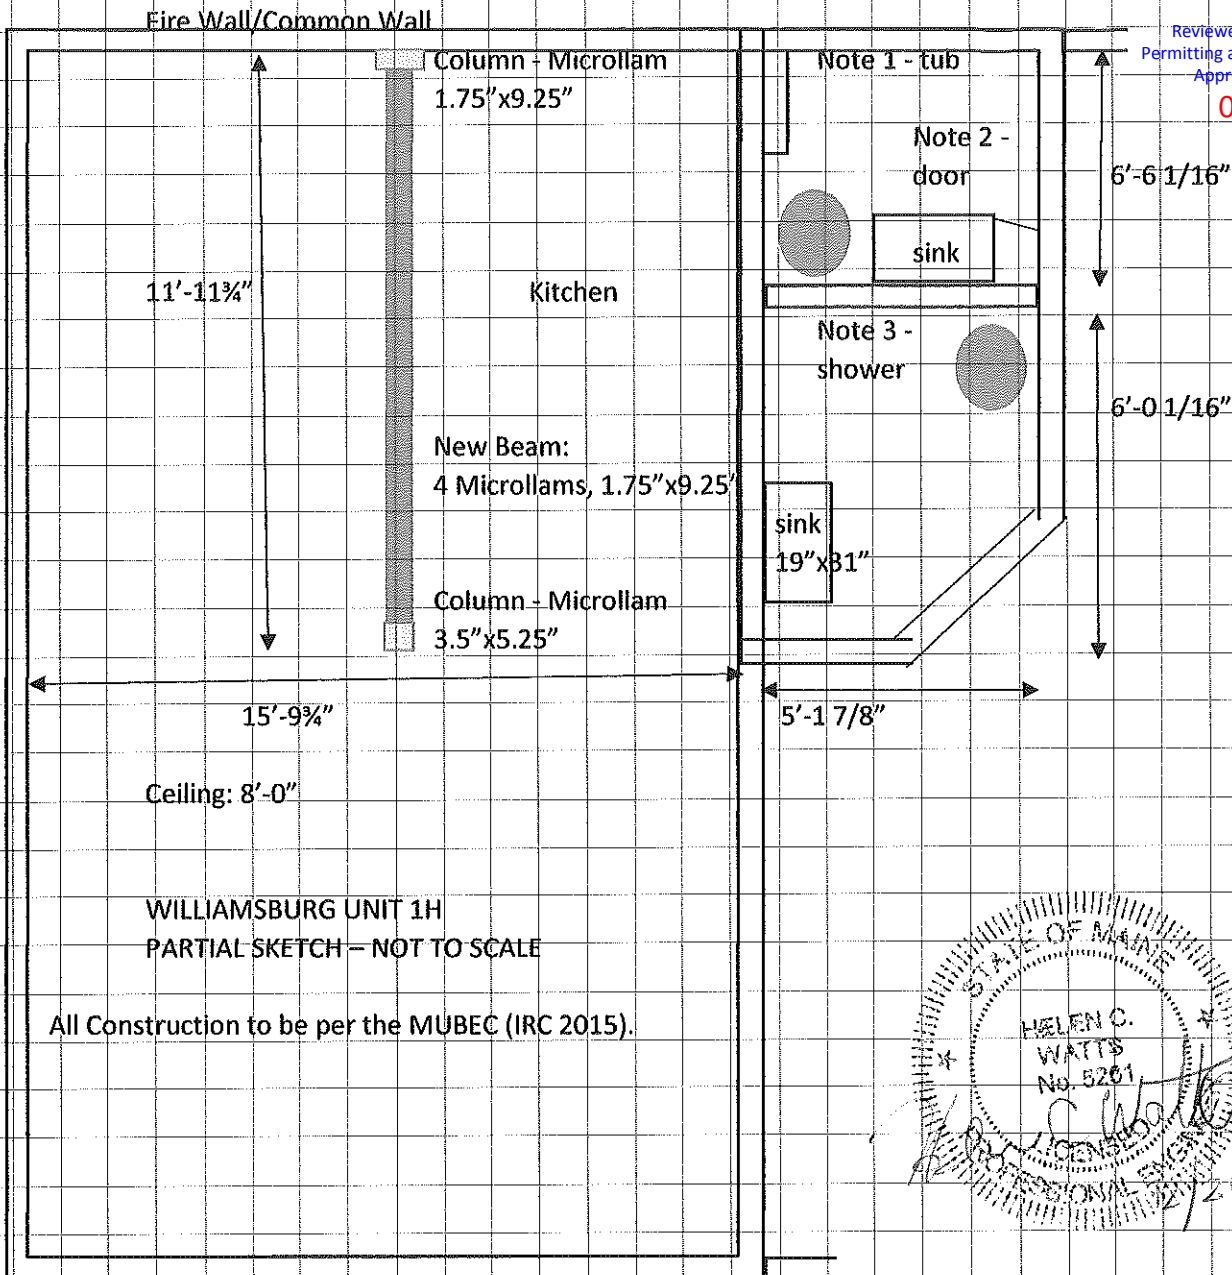 Fire Wall/Common Wall
Column - Microllam
1.75”x9.25”
Note 1 - tub
Note 2 -
door
6’-6 1/16”
sink
11’-11¾”
Kitchen
Note 3 -
shower
6’-0 1/16”
New Beam:
4 Microllams, 1.75”x9.25’
sink
19”x31”
Column - Microllam
3.5”x5.25”
15’-9¾”
5’-1 7/8”
Ceiling: 8’-0”
WILLIAMSBURG UNIT 1H
PARTIAL SKETCH – NOT TO SCALE
All Construction to be per the MUBEC (IRC 2015).
STATE OF MAINE
HELEN C.
WATTS
No. 5201
LICENSED
PROFESSIONAL
Permitting